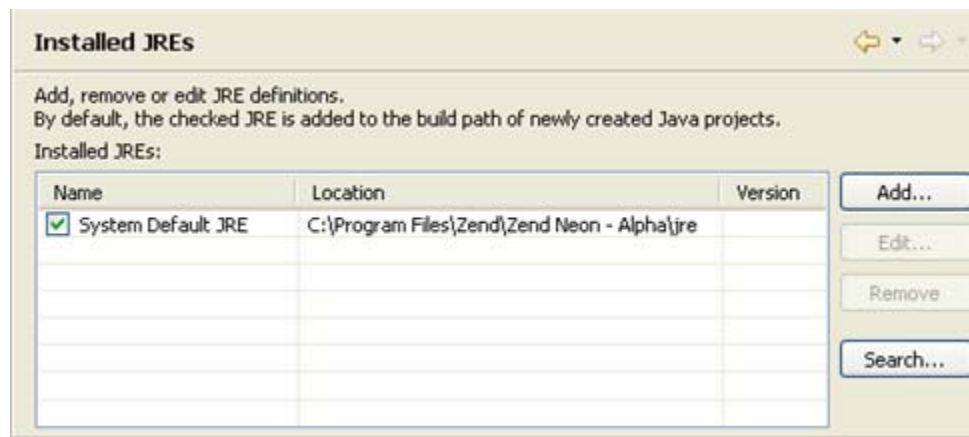 Installed JREs
Add, remove or edit JRE definitions.
By default, the checked JRE is added to the build path of newly created Java projects.
Installed JREs:
Name Location Version Add...
System Default JRE C:\Program Files\Zend\Zend Neon - Alpha\jre
Edit...
Remove
Search...